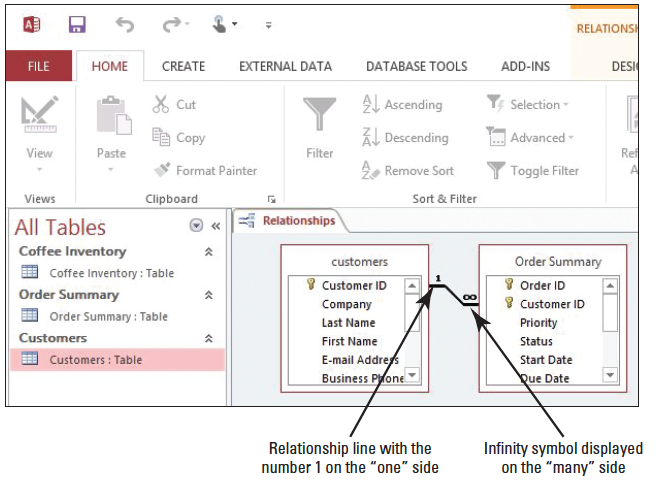 RELATIONSH
FILE HOME CREATE EXTERNAL DATA DATABASE TOOLS ADD-INS DESI
View
Paste
Cut
Copy
Format Painter
Filter
Ascending
Descending
Remove Sort
Selection
Advanced
Toggle Filter
Ref
A
Views Clipboard Sort & Filter
All Tables
Coffee Inventory
Coffee Inventory : Table
Order Summary
Order Summary : Table
Customers
Customers : Table
Relationships
customers
Customer ID
Company
Last Name
First Name
E-mail Address
Business Phone
1
∞
Order Summary
Order ID
Customer ID
Priority
Status
Start Date
Due Date
Relationship line with the
number 1 on the “one” side
Infinity symbol displayed
on the “many” side